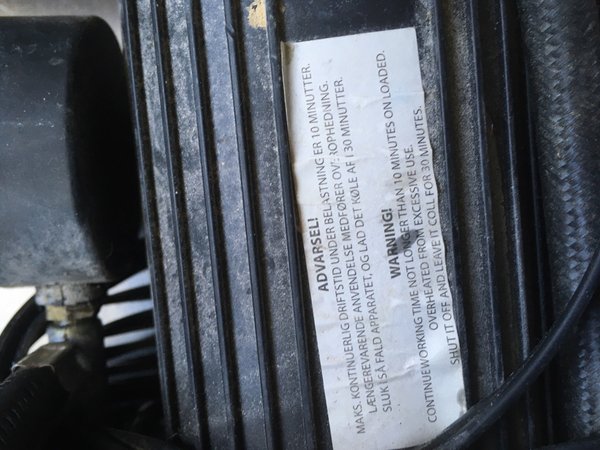 ADVARSEL!
MAKS. KONTINUERLIG DRIFTSTID UNDER BELASTNING ER 10 MINUTTER.
LÆNGEREVARENDE ANVENDELSE MEDFØRER OVEROPHEDNING.
SLUK I SÅ FALD APPARATET, OG LAD DET KØLE AF I 30 MINUTTER.
WARNING!
CONTINUEWORKING TIME NOT LONGER THAN 10 MINUTES ON LOADED.
OVERHEATED FROM EXCESSIVE USE.
SHUT IT OFF AND LEAVE IT COLL FOR 30 MINUTES.